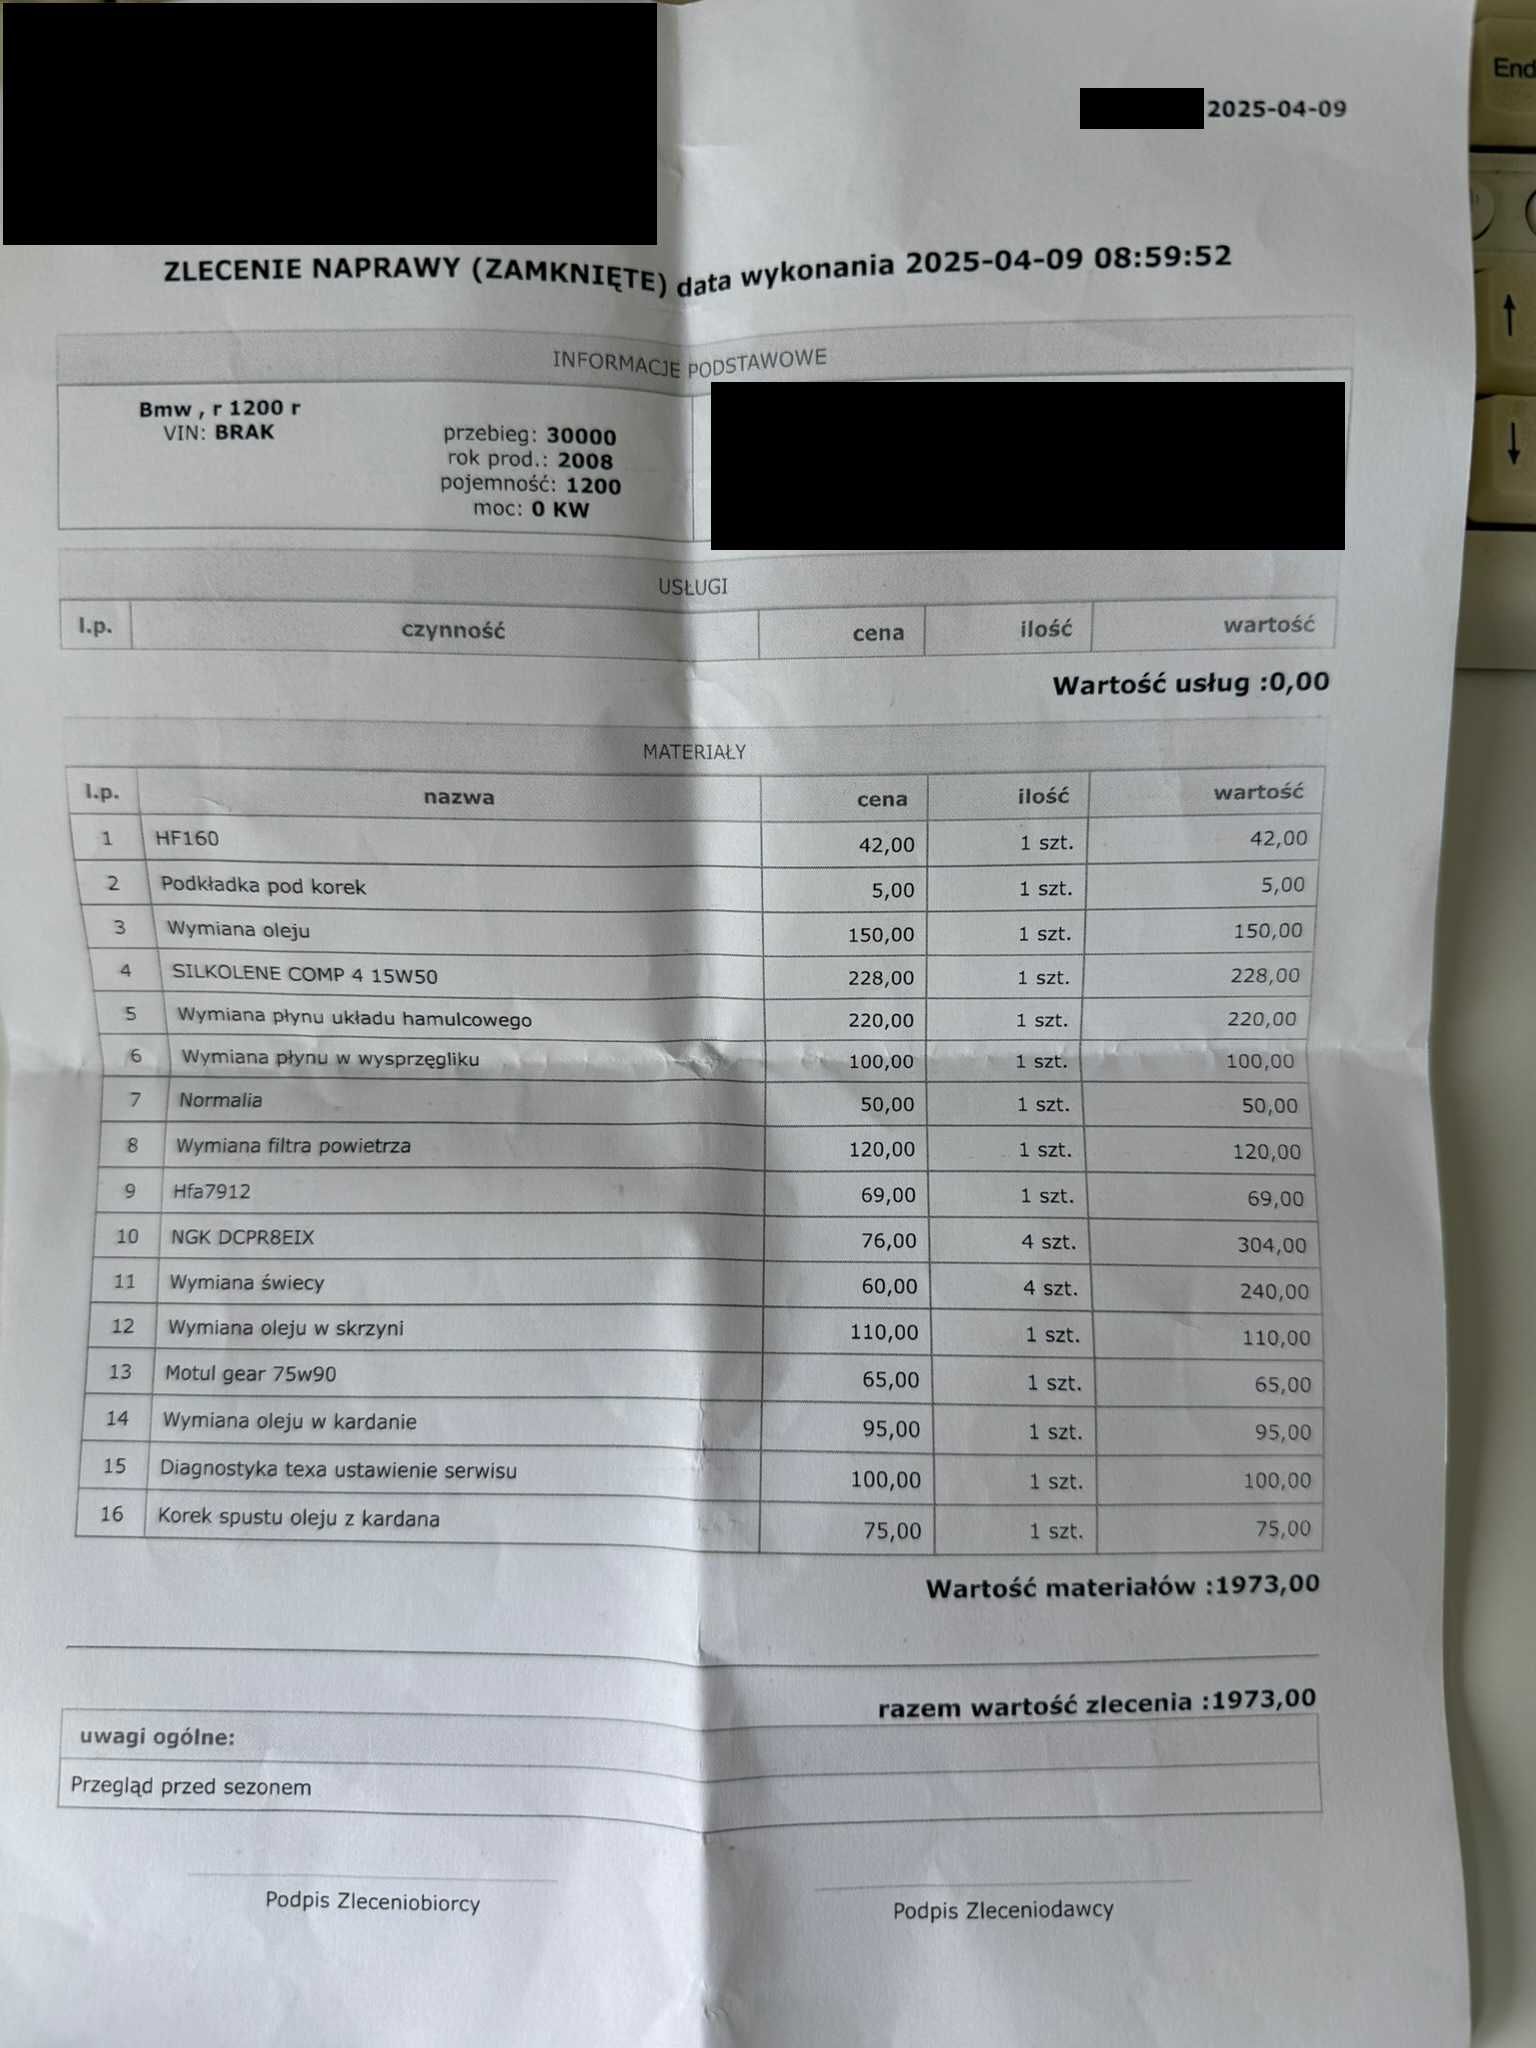 End
2025-04-09
ZLECENIE NAPRAWY (ZAMKNIĘTE) data wykonania 2025-04-09 08:59:52
INFORMACJE PODSTAWOWE
Bmw , r 1200 r
VIN: BRAK
przebieg: 30000
rok prod.: 2008
pojemność: 1200
moc: 0 KW
USŁUGI
l.p. czynność cena ilość wartość
Wartość usług :0,00
MATERIAŁY
l.p. nazwa cena ilość wartość
1 HF160 42,00 1 szt. 42,00
2 Podkładka pod korek 5,00 1 szt. 5,00
3 Wymiana oleju 150,00 1 szt. 150,00
4 SILKOLENE COMP 4 15W50 228,00 1 szt. 228,00
5 Wymiana płynu układu hamulcowego 220,00 1 szt. 220,00
6 Wymiana płynu w wysprzęgliku 100,00 1 szt. 100,00
7 Normalia 50,00 1 szt. 50,00
8 Wymiana filtra powietrza 120,00 1 szt. 120,00
9 Hfa7912 69,00 1 szt. 69,00
10 NGK DCPR8EIX 76,00 4 szt. 304,00
11 Wymiana świecy 60,00 4 szt. 240,00
12 Wymiana oleju w skrzyni 110,00 1 szt. 110,00
13 Motul gear 75w90 65,00 1 szt. 65,00
14 Wymiana oleju w kardanie 95,00 1 szt. 95,00
15 Diagnostyka texa ustawienie serwisu 100,00 1 szt. 100,00
16 Korek spustu oleju z kardana 75,00 1 szt. 75,00
Wartość materiałów :1973,00
razem wartość zlecenia :1973,00
uwagi ogólne:
Przegląd przed sezonem
Podpis Zleceniobiorcy Podpis Zleceniodawcy